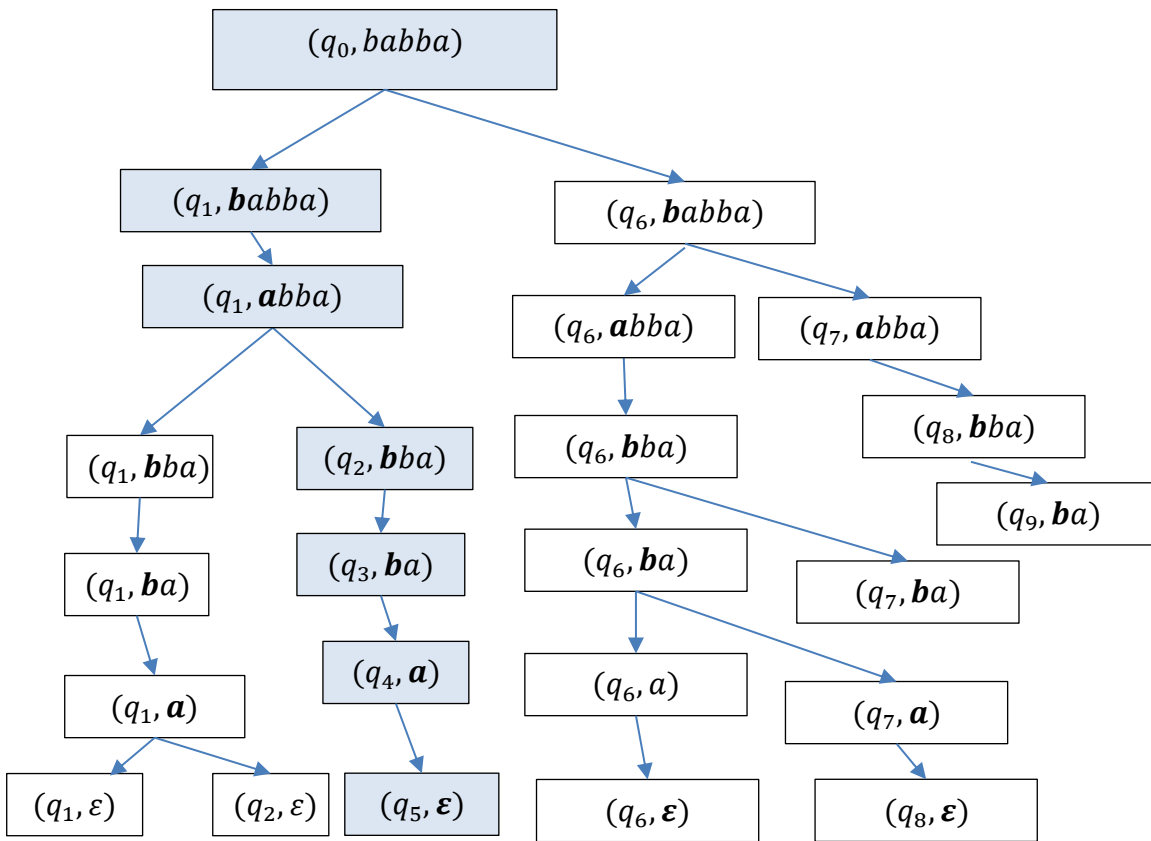 (q₀, babba)
(q₁, babba)
(q₆, babba)
(q₁, abba)
(q₆, abba)
(q₇, abba)
(q₁, bba)
(q₂, bba)
(q₆, bba)
(q₈, bba)
(q₉, ba)
(q₁, ba)
(q₃, ba)
(q₆, ba)
(q₇, ba)
(q₁, a)
(q₄, a)
(q₆, a)
(q₇, a)
(q₁, ε)
(q₂, ε)
(q₅, ε)
(q₆, ε)
(q₈, ε)